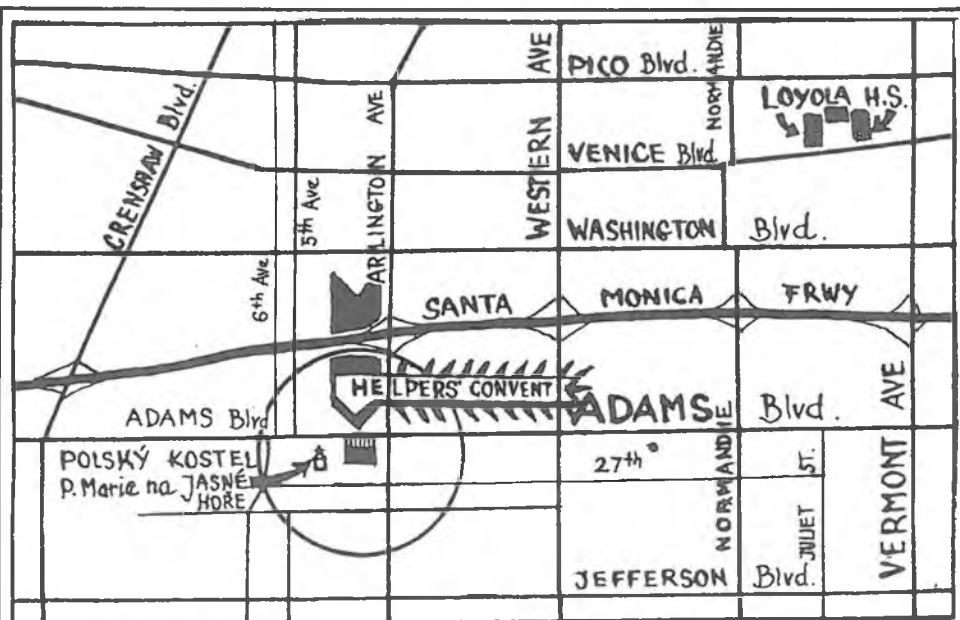 PICO Blvd.
NORMANDIE
LOYOLA H.S.
CRENSHAW Blvd.
ARLINGTON AVE
WESTERN AVE
VENICE Blvd.
5th Ave
WASHINGTON Blvd.
6th Ave
SANTA MONICA FRWY
HELPERS' CONVENT
ADAMS Blvd
ADAMS Blvd.
POLSKÝ KOSTEL
P. Marie na JASNÉ
HOŘE
27th
NORMANDIE
JULIET ST.
VERMONT AVE
JEFFERSON Blvd.